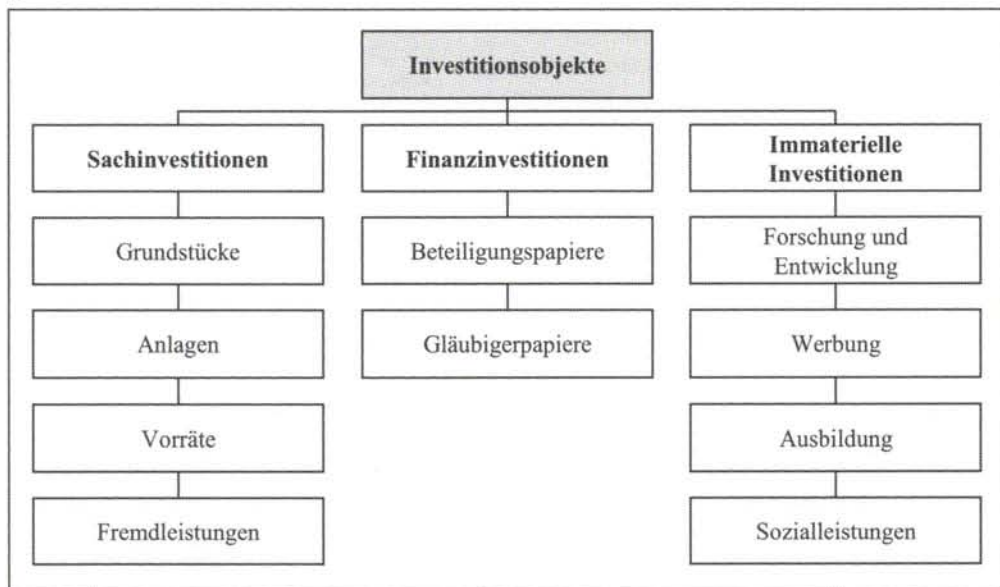 Investitionsobjekte
Sachinvestitionen
Finanzinvestitionen
Immaterielle
Investitionen
Grundstücke
Beteiligungspapiere
Forschung und
Entwicklung
Anlagen
Gläubigerpapiere
Werbung
Vorräte
Ausbildung
Fremdleistungen
Sozialleistungen